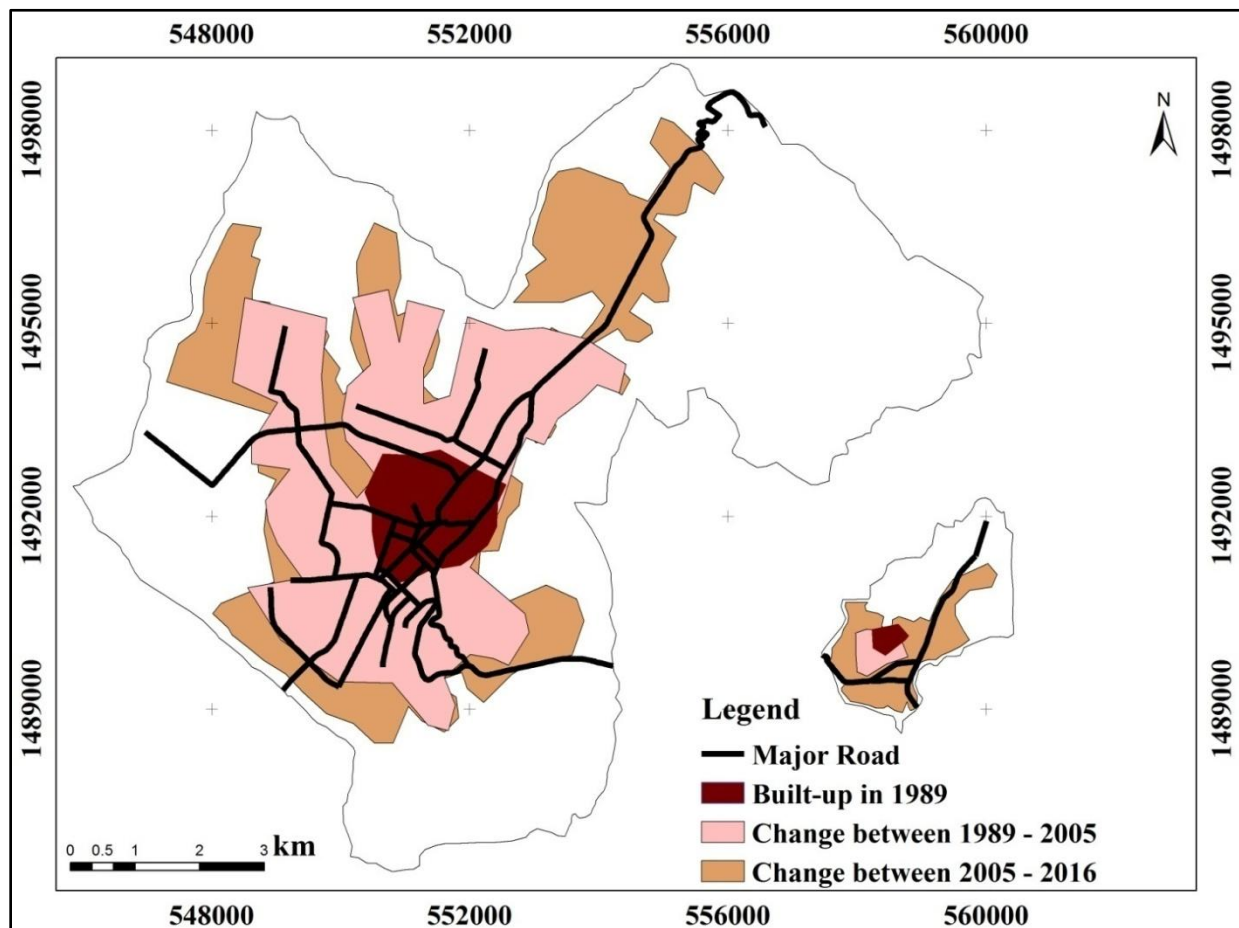 548000 552000 556000 560000
1498000 1498000
N
1495000 1495000
1492000 1492000
1489000 1489000
Legend
Major Road
Built-up in 1989
Change between 1989 - 2005
Change between 2005 - 2016
0 0.5 1 2 3 km
548000 552000 556000 560000